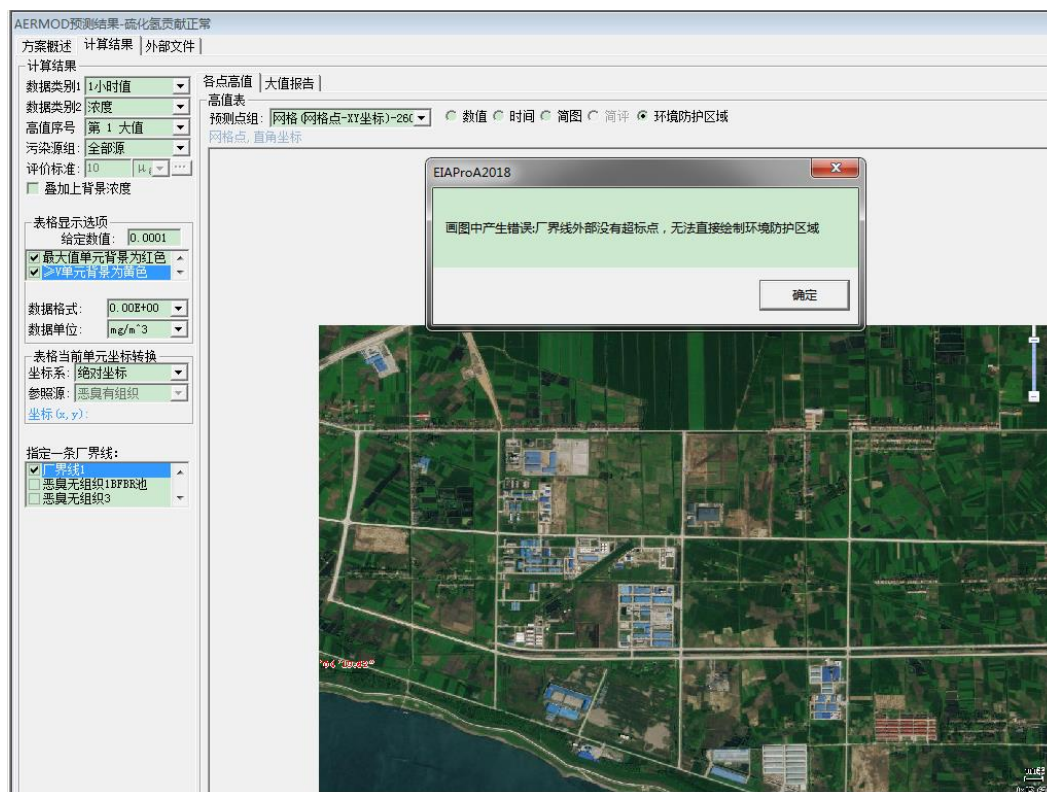 AERMOD预测结果-硫化氢贡献正常
方案概述 计算结果 外部文件
计算结果
数据类别1 1小时值
数据类别2 浓度
高值序号 第 1 大值
污染源组: 全部源
评价标准: 10
叠加上背景浓度
表格显示选项
给定数值: 0.0001
最大值单元背景为红色
≥V单元背景为黄色
数据格式: 0.00E+00
数据单位: mg/m^3
表格当前单元坐标转换
坐标系: 绝对坐标
参照源: 恶臭有组织
坐标(x,y):
指定一条厂界线:
厂界线1
恶臭无组织1BFBR池
恶臭无组织3
各点高值 大值报告
高值表
预测点组: 网格(网格点-XY坐标)-260 数值 时间 简图 简评 环境防护区域
网格点,直角坐标
EIAProA2018
画图中产生错误:厂界线外部没有超标点，无法直接绘制环境防护区域
确定